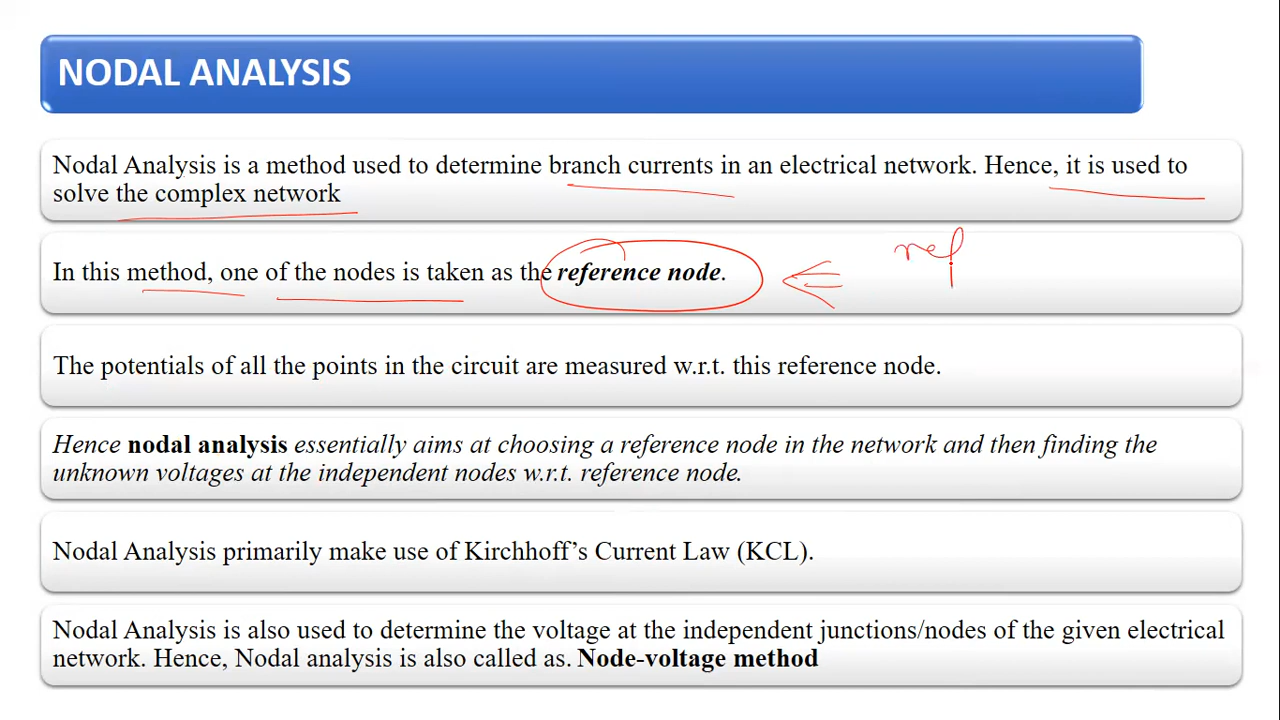 NODAL ANALYSIS
Nodal Analysis is a method used to determine branch currents in an electrical network. Hence, it is used to
solve the complex network
In this method, one of the nodes is taken as the reference node.
ref
The potentials of all the points in the circuit are measured w.r.t. this reference node.
Hence nodal analysis essentially aims at choosing a reference node in the network and then finding the
unknown voltages at the independent nodes w.r.t. reference node.
Nodal Analysis primarily make use of Kirchhoff’s Current Law (KCL).
Nodal Analysis is also used to determine the voltage at the independent junctions/nodes of the given electrical
network. Hence, Nodal analysis is also called as. Node-voltage method